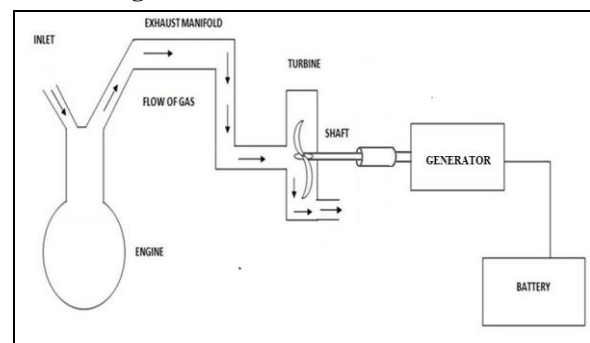 EXHAUST MANIFOLD
INLET
TURBINE
FLOW OF GAS
SHAFT
GENERATOR
ENGINE
BATTERY